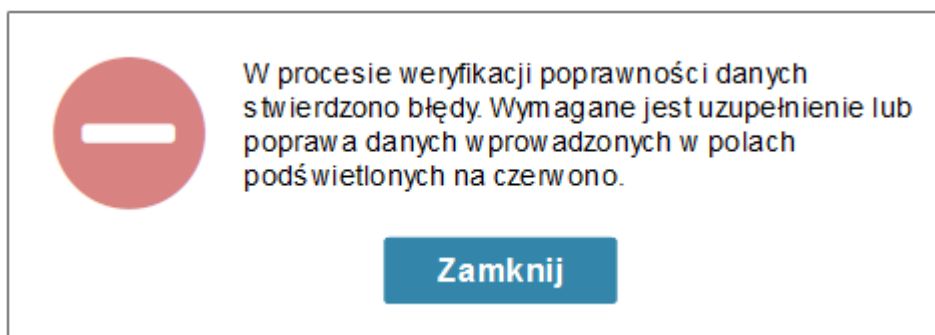 W procesie weryfikacji poprawności danych
stwierdzono błędy. Wymagane jest uzupełnienie lub
poprawa danych wprowadzonych w polach
podświetlonych na czerwono.
Zamknij